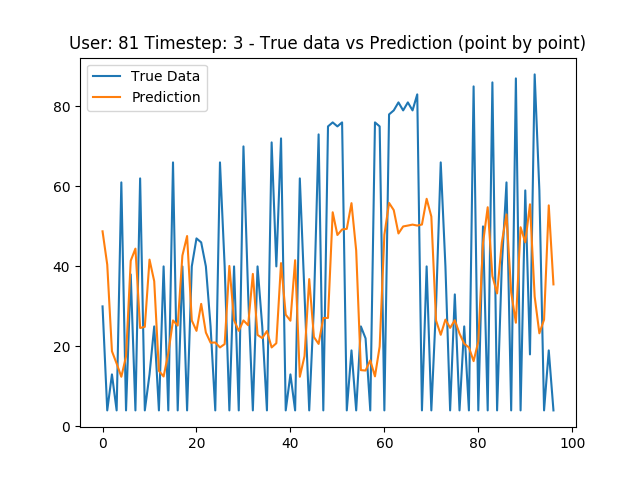 User: 81 Timestep: 3 - True data vs Prediction (point by point)
True Data
Prediction
80
60
40
20
0
0 20 40 60 80 100